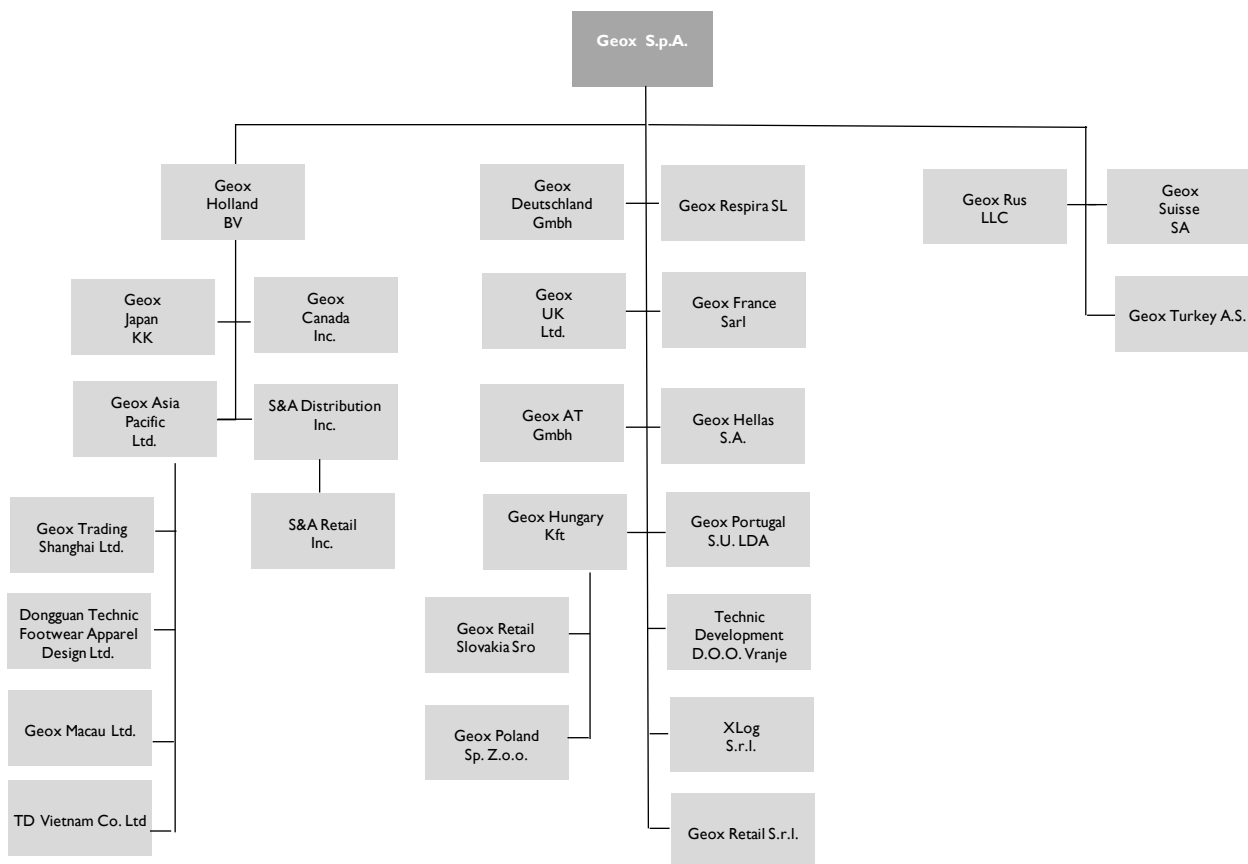 Geox S.p.A.
Geox
Holland
BV
Geox
Deutschland
Gmbh
Geox Respira SL
Geox Rus
LLC
Geox
Suisse
SA
Geox
Japan
KK
Geox
Canada
Inc.
Geox
UK
Ltd.
Geox France
Sarl
Geox Turkey A.S.
Geox Asia
Pacific
Ltd.
S&A Distribution
Inc.
Geox AT
Gmbh
Geox Hellas
S.A.
Geox Trading
Shanghai Ltd.
S&A Retail
Inc.
Geox Hungary
Kft
Geox Portugal
S.U. LDA
Dongguan Technic
Footwear Apparel
Design Ltd.
Geox Retail
Slovakia Sro
Technic
Development
D.O.O. Vranje
Geox Macau Ltd.
Geox Poland
Sp. Z.o.o.
XLog
S.r.l.
TD Vietnam Co. Ltd
Geox Retail S.r.l.